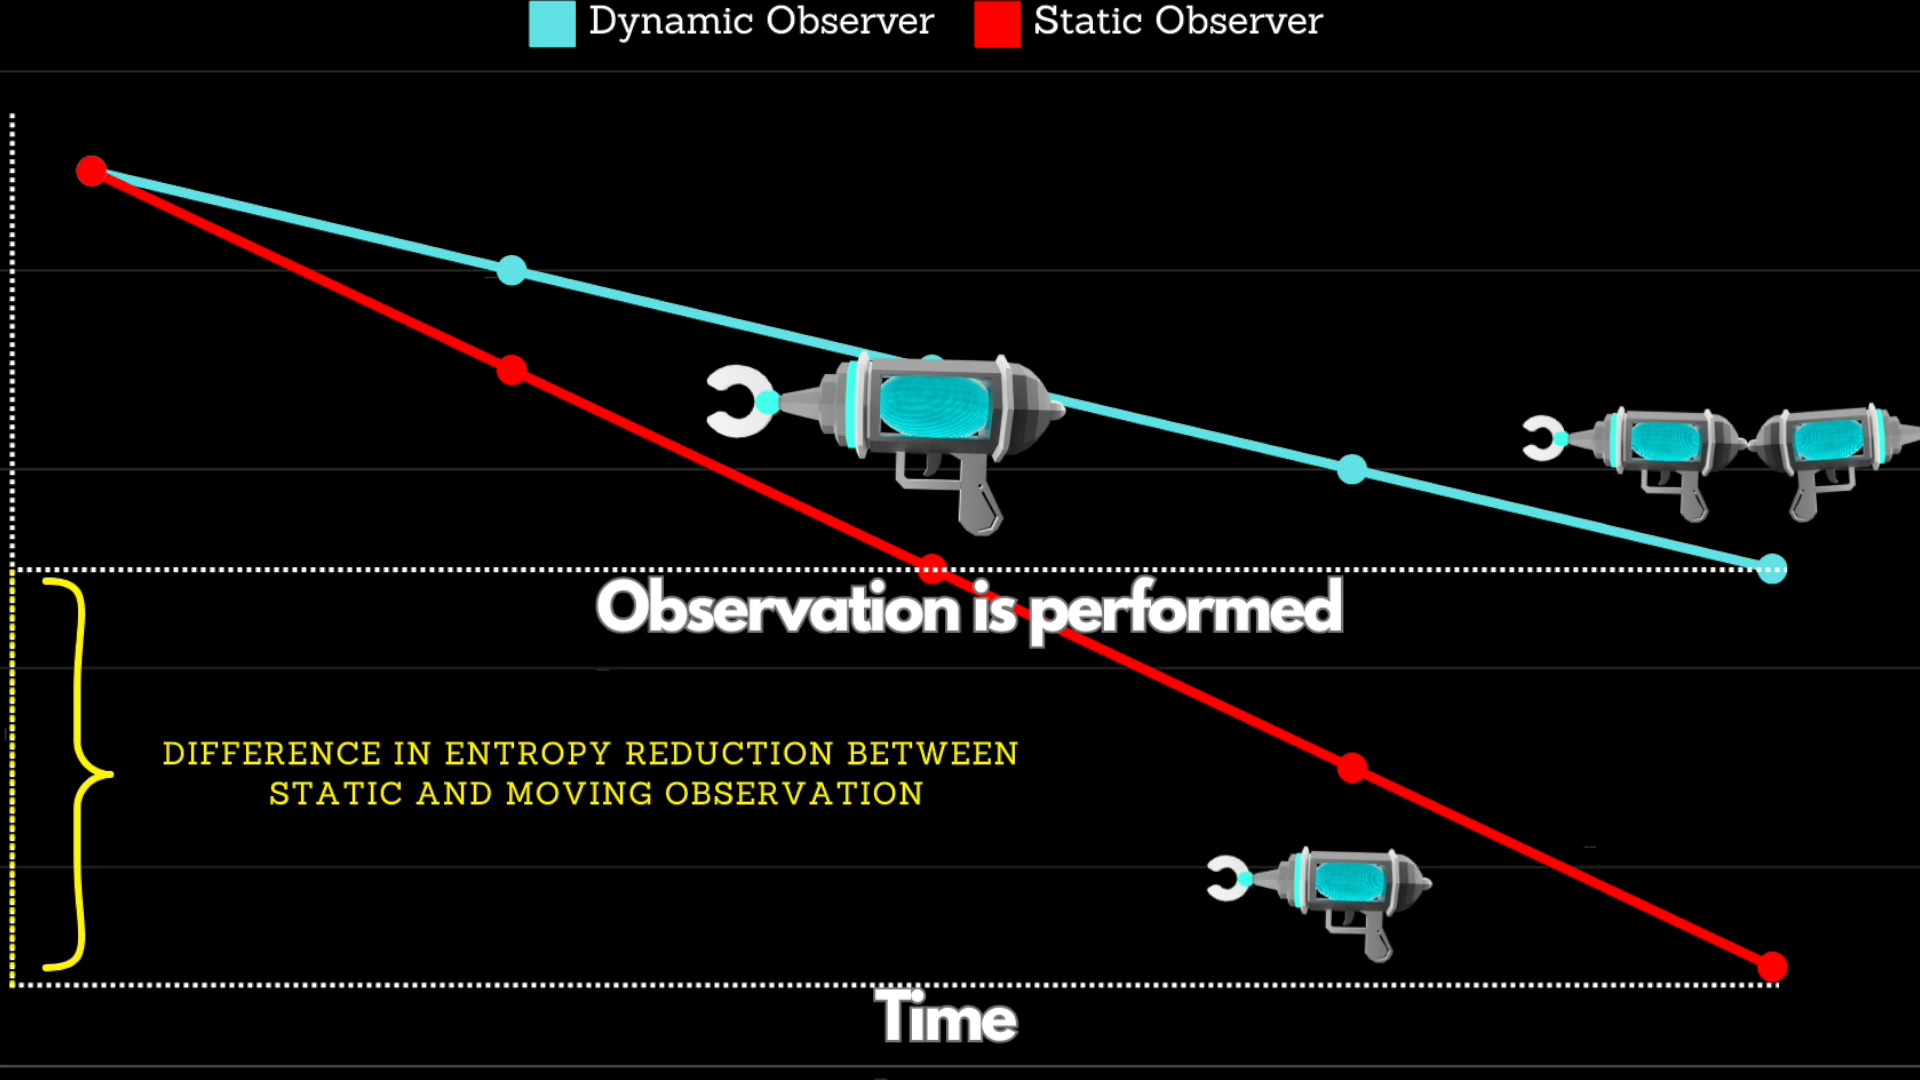 Dynamic Observer
Static Observer
Observation is performed
DIFFERENCE IN ENTROPY REDUCTION BETWEEN
STATIC AND MOVING OBSERVATION
Time